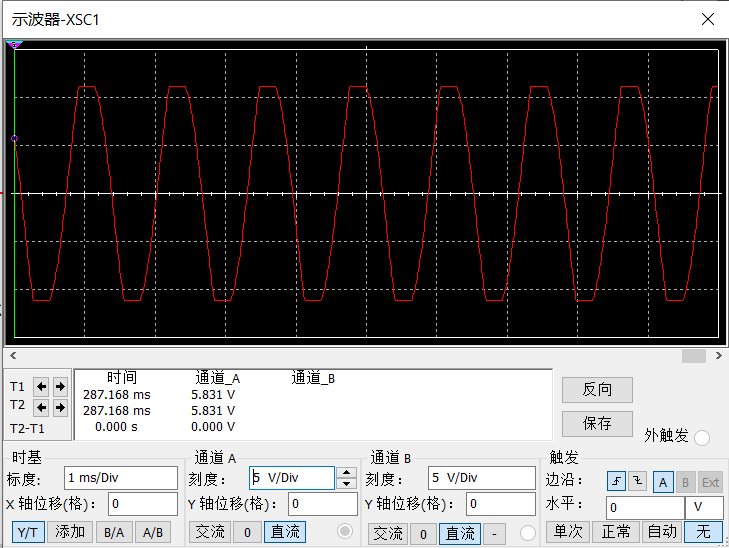 示波器-XSC1
时间 通道_A 通道_B
T1 287.168 ms 5.831 V
T2 287.168 ms 5.831 V
T2-T1 0.000 s 0.000 V
反向
保存
外触发
时基 通道 A 通道 B 触发
标度: 1 ms/Div 刻度: 5 V/Div 刻度: 5 V/Div 边沿: A B Ext
X 轴位移(格): 0 Y 轴位移(格): 0 Y 轴位移(格): 0 水平: 0 V
Y/T 添加 B/A A/B 交流 0 直流 交流 0 直流 - 单次 正常 自动 无